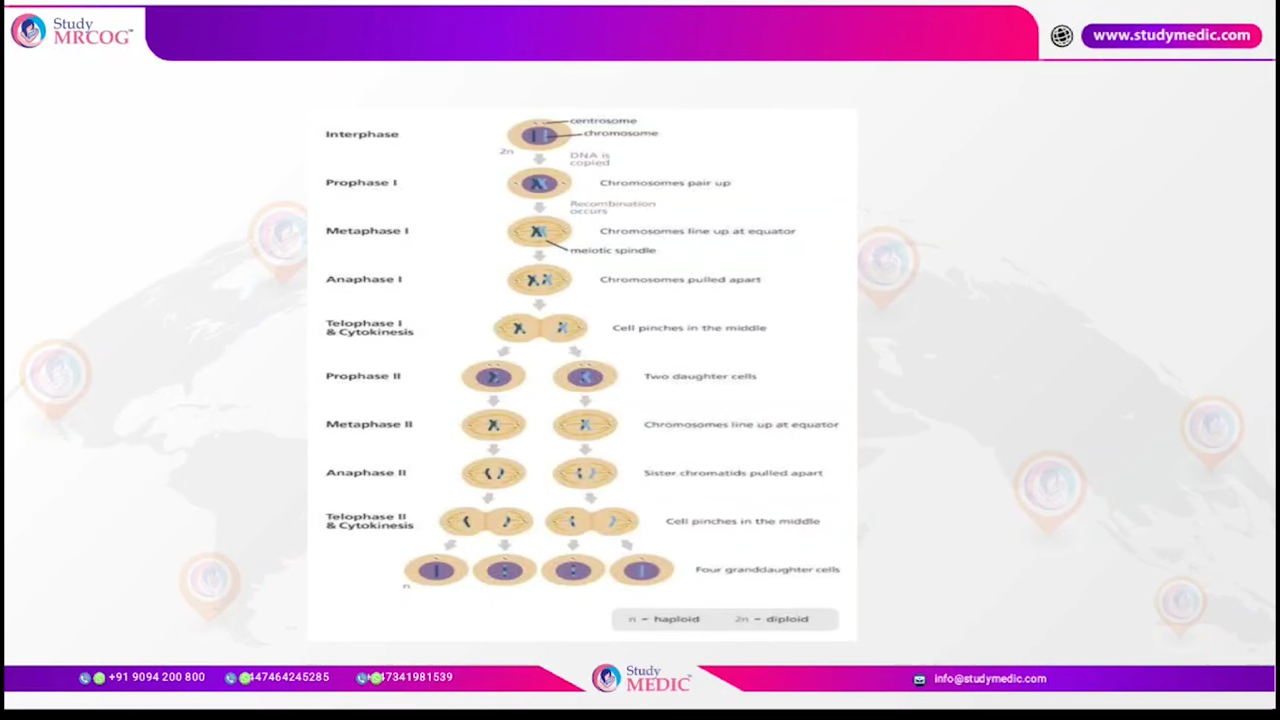 Study
MRCOG™
www.studymedic.com
Interphase
centrosome
chromosome
2n
DNA is
copied
Prophase I
Chromosomes pair up
Recombination
occurs
Metaphase I
Chromosomes line up at equator
meiotic spindle
Anaphase I
Chromosomes pulled apart
Telophase I
& Cytokinesis
Cell pinches in the middle
Prophase II
Two daughter cells
Metaphase II
Chromosomes line up at equator
Anaphase II
Sister chromatids pulled apart
Telophase II
& Cytokinesis
Cell pinches in the middle
n
Four granddaughter cells
n = haploid 2n = diploid
+91 9094 200 800
447464245285
47341981539
Study
MEDIC™
info@studymedic.com